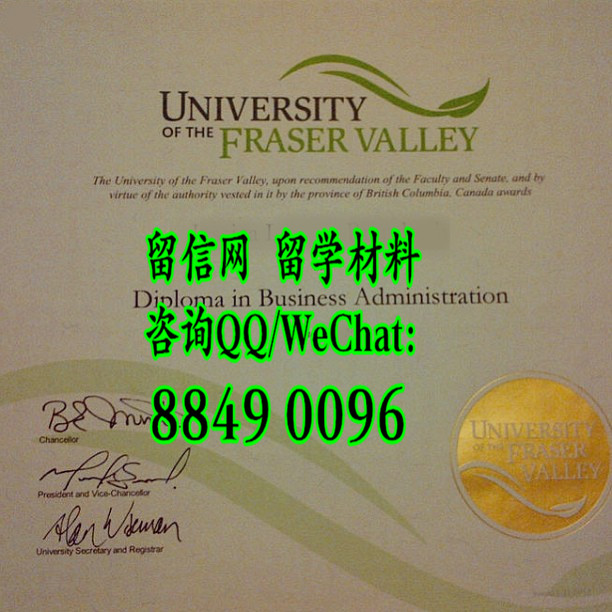 UNIVERSITY
OF THE FRASER VALLEY
The University of the Fraser Valley, upon recommendation of the Faculty and Senate, and by
virtue of the authority vested in it by the province of British Columbia, Canada awards
留信网 留学材料
Diploma in Business Administration
咨询QQ/WeChat:
8849 0096
Chancellor
President and Vice-Chancellor
Alan Wiseman
University Secretary and Registrar
UNIVERSITY
OF THE FRASER
VALLEY